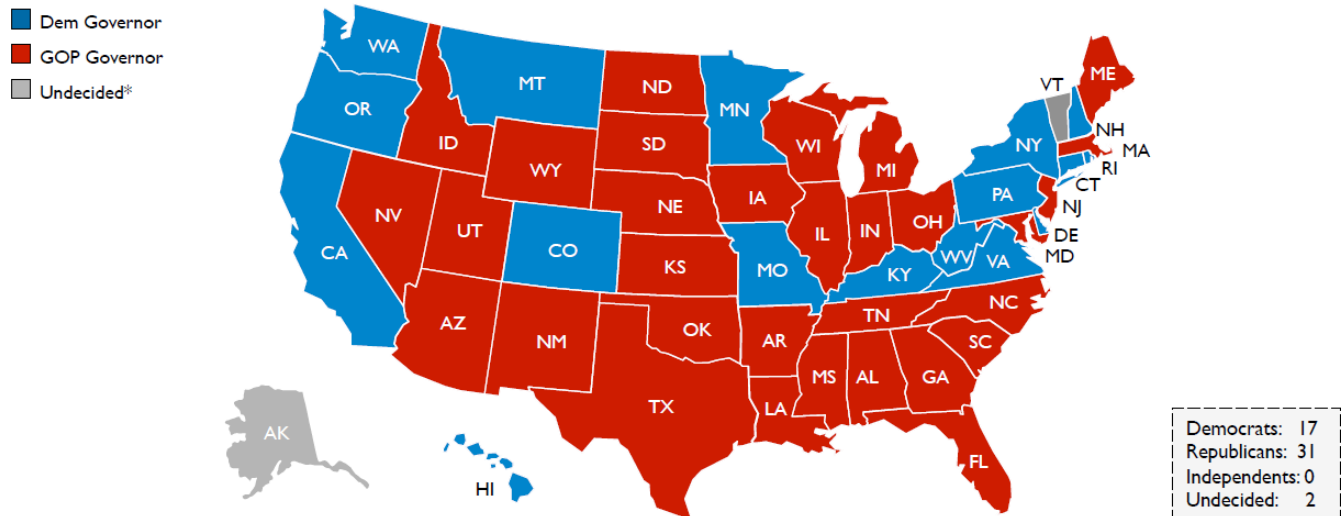 Dem Governor
GOP Governor
Undecided*
WA
OR
CA
MT
ID
NV
WY
UT
CO
AZ
NM
ND
SD
NE
KS
OK
TX
MN
IA
MO
AR
LA
WI
IL
MI
IN
OH
KY
TN
MS
AL
GA
FL
SC
NC
VA
WV
PA
NY
VT
ME
NH
MA
RI
CT
NJ
DE
MD
AK
HI
Democrats: 17
Republicans: 31
Independents: 0
Undecided: 2